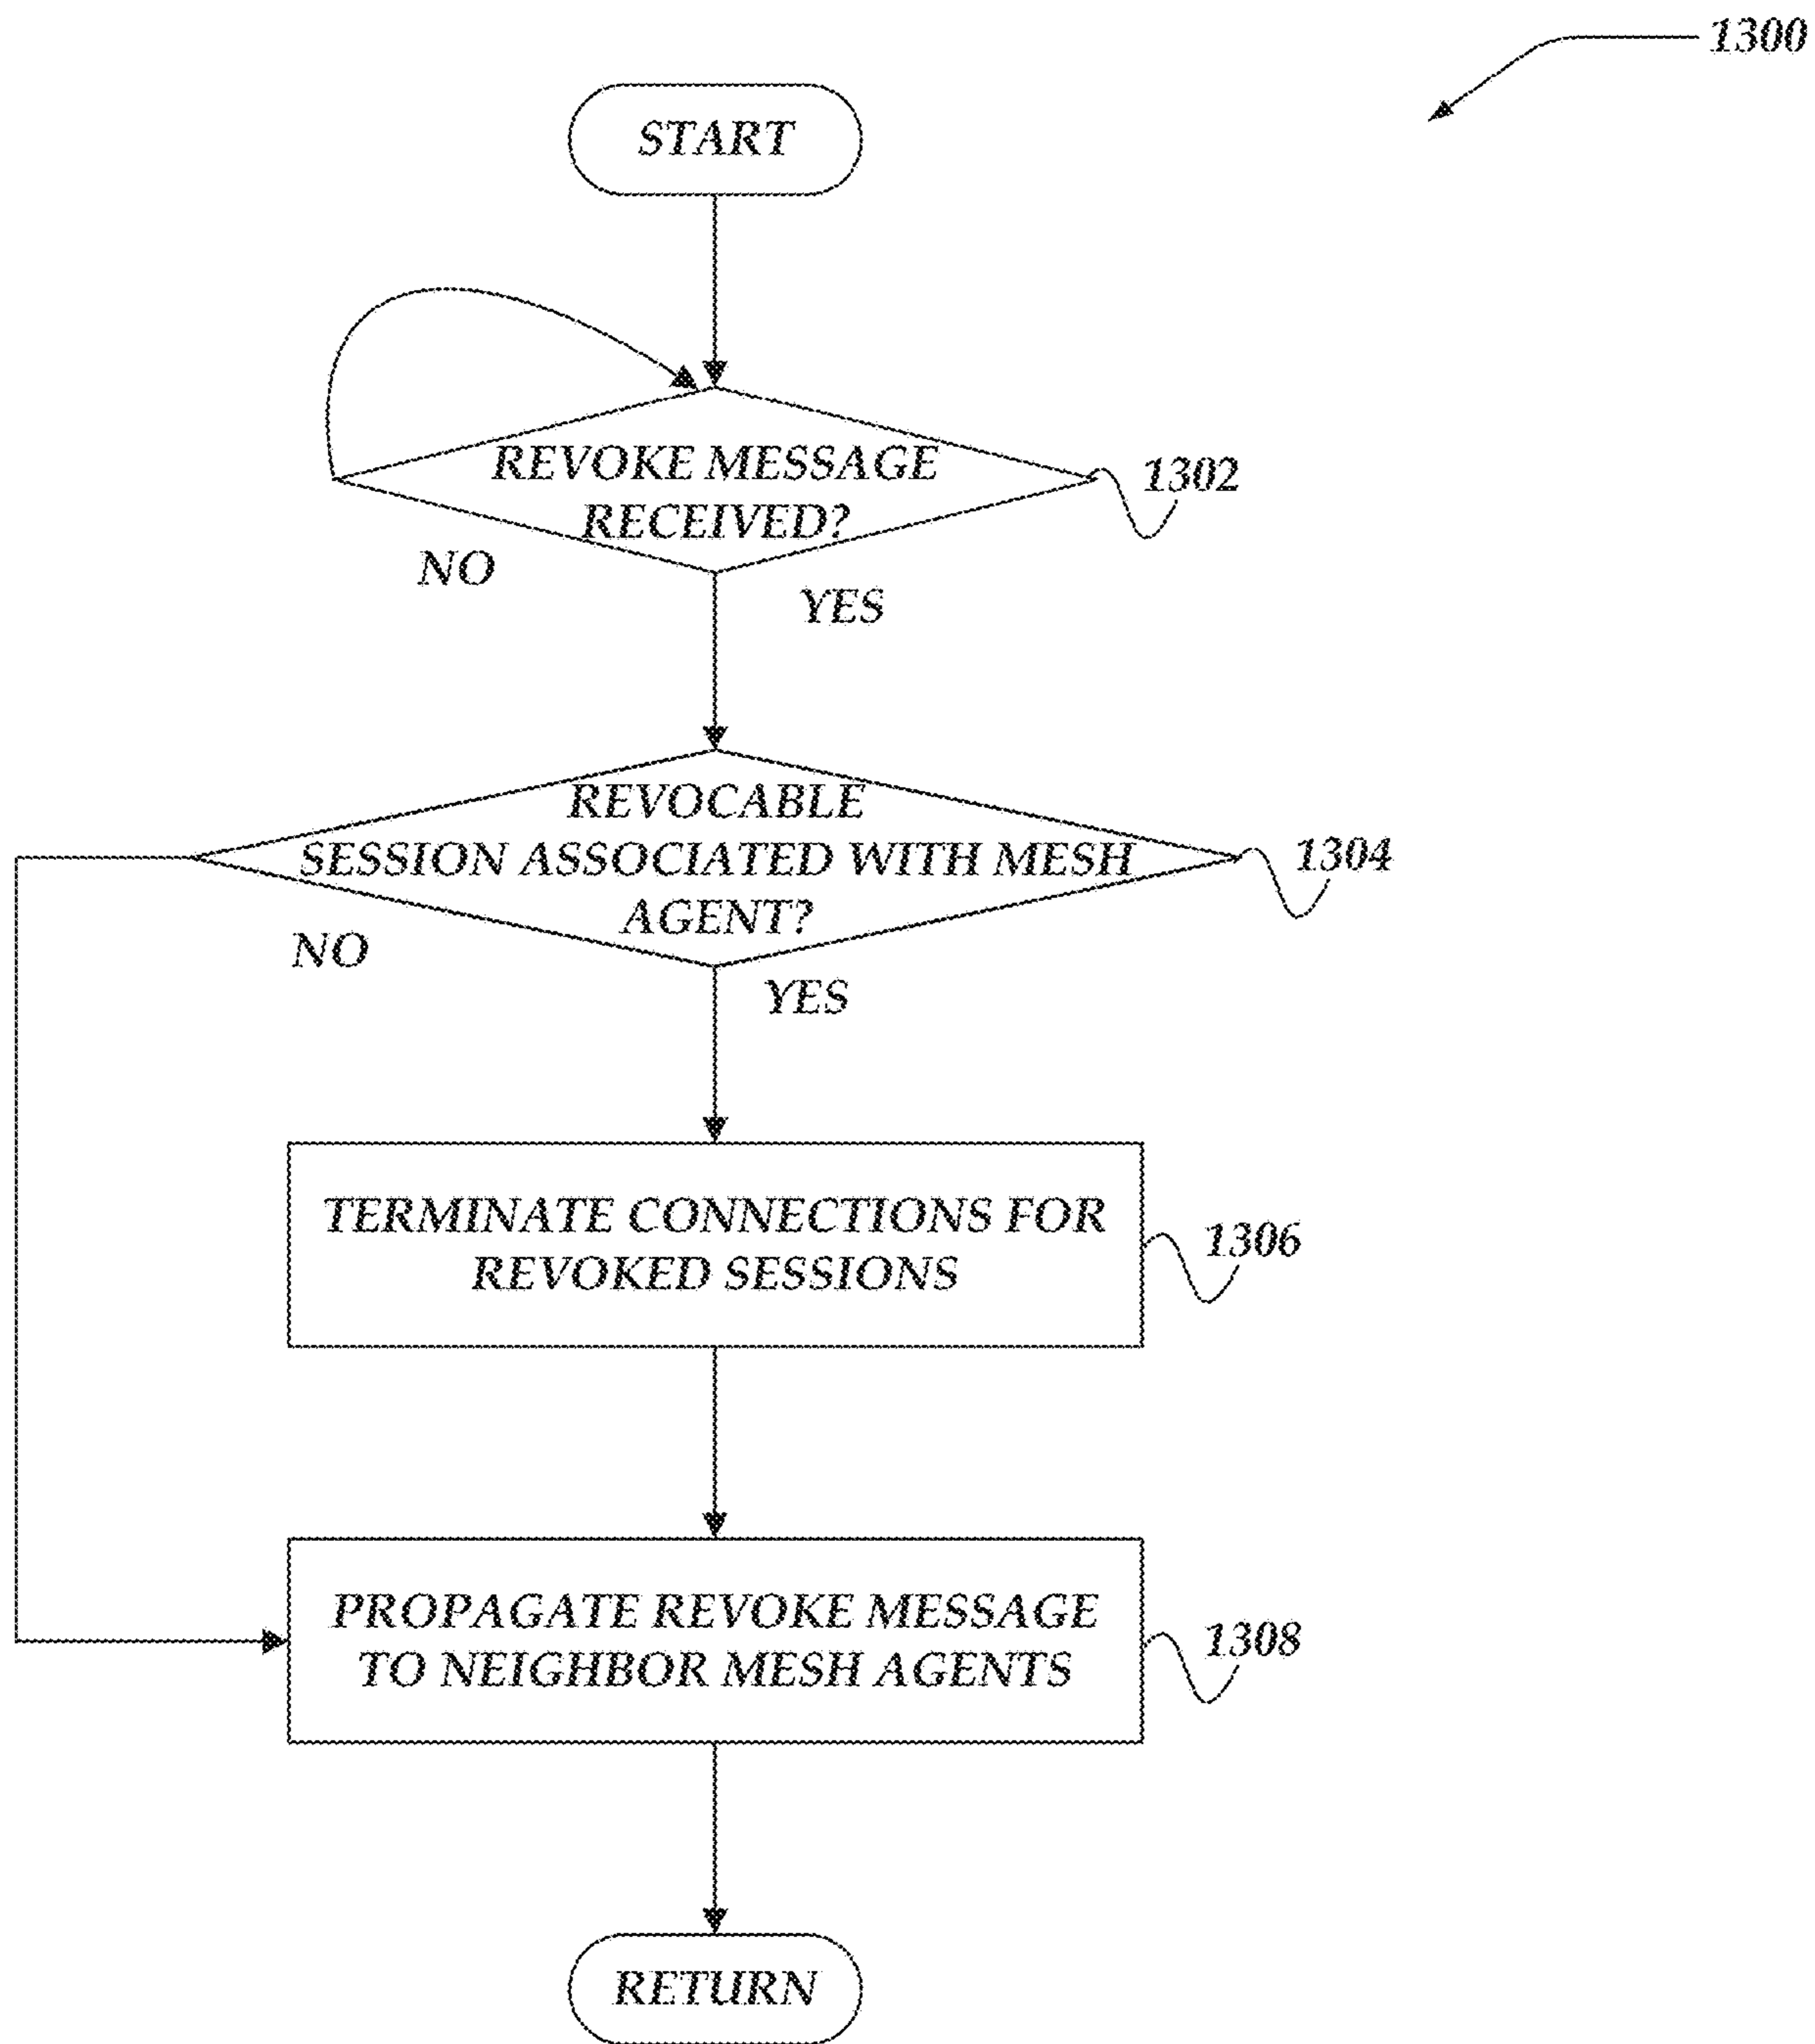 1300
START
REVOKE MESSAGE
RECEIVED?
1302
NO
YES
REVOCABLE
SESSION ASSOCIATED WITH MESH
AGENT?
1304
NO
YES
TERMINATE CONNECTIONS FOR
REVOKED SESSIONS
1306
PROPAGATE REVOKE MESSAGE
TO NEIGHBOR MESH AGENTS
1308
RETURN